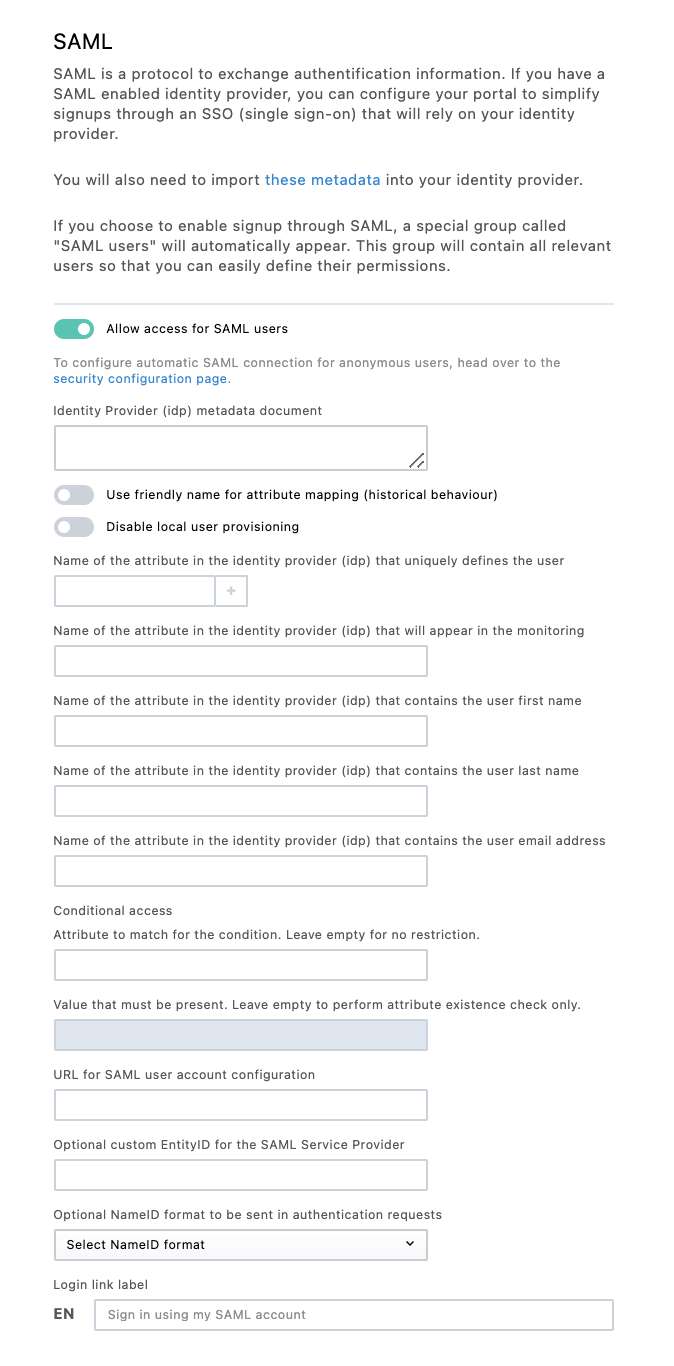 SAML
SAML is a protocol to exchange authentification information. If you have a
SAML enabled identity provider, you can configure your portal to simplify
signups through an SSO (single sign-on) that will rely on your identity
provider.
You will also need to import these metadata into your identity provider.
If you choose to enable signup through SAML, a special group called
"SAML users" will automatically appear. This group will contain all relevant
users so that you can easily define their permissions.
Allow access for SAML users
To configure automatic SAML connection for anonymous users, head over to the
security configuration page.
Identity Provider (idp) metadata document
Use friendly name for attribute mapping (historical behaviour)
Disable local user provisioning
Name of the attribute in the identity provider (idp) that uniquely defines the user
+
Name of the attribute in the identity provider (idp) that will appear in the monitoring
Name of the attribute in the identity provider (idp) that contains the user first name
Name of the attribute in the identity provider (idp) that contains the user last name
Name of the attribute in the identity provider (idp) that contains the user email address
Conditional access
Attribute to match for the condition. Leave empty for no restriction.
Value that must be present. Leave empty to perform attribute existence check only.
URL for SAML user account configuration
Optional custom EntityID for the SAML Service Provider
Optional NameID format to be sent in authentication requests
Select NameID format
Login link label
EN Sign in using my SAML account